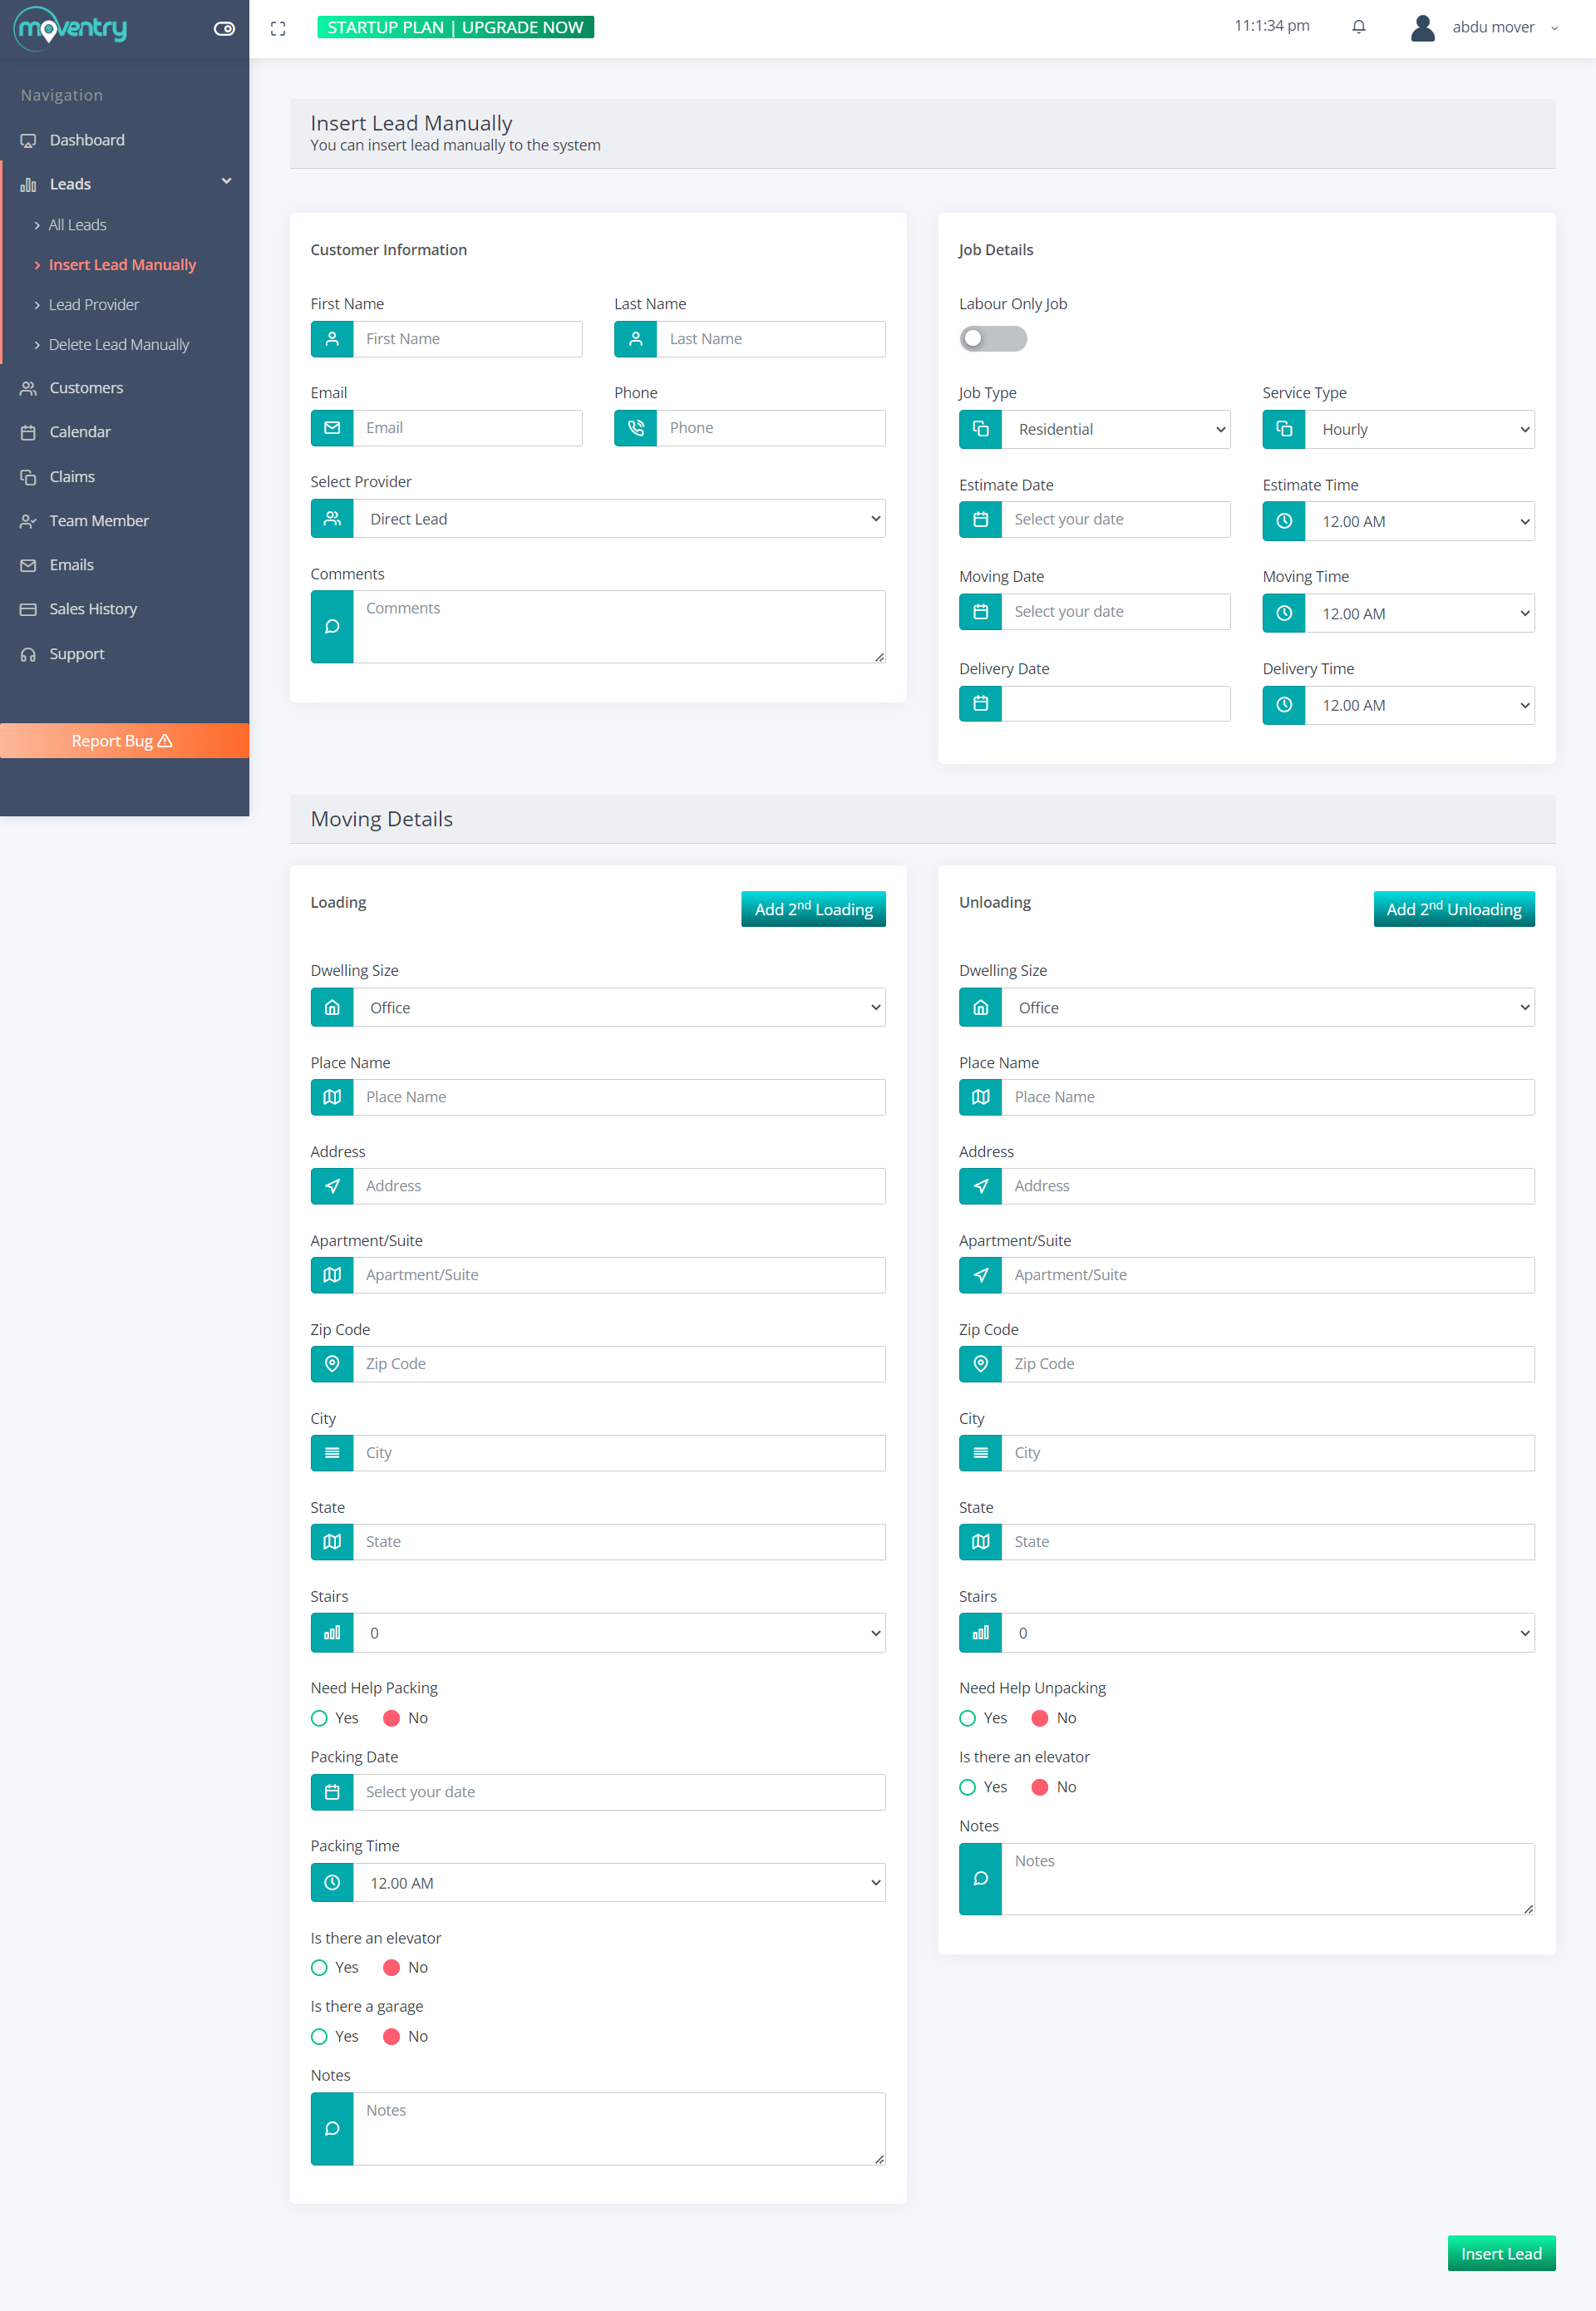 moventry
STARTUP PLAN | UPGRADE NOW
11:1:34 pm
abdu mover
Navigation
Dashboard
Leads
All Leads
Insert Lead Manually
Lead Provider
Delete Lead Manually
Customers
Calendar
Claims
Team Member
Emails
Sales History
Support
Report Bug
Insert Lead Manually
You can insert lead manually to the system
Customer Information
First Name Last Name
First Name Last Name
Email Phone
Email Phone
Select Provider
Direct Lead
Comments
Comments
Job Details
Labour Only Job
Job Type Service Type
Residential Hourly
Estimate Date Estimate Time
Select your date 12.00 AM
Moving Date Moving Time
Select your date 12.00 AM
Delivery Date Delivery Time
12.00 AM
Moving Details
Loading Add 2nd Loading
Dwelling Size
Office
Place Name
Place Name
Address
Address
Apartment/Suite
Apartment/Suite
Zip Code
Zip Code
City
City
State
State
Stairs
0
Need Help Packing
Yes No
Packing Date
Select your date
Packing Time
12.00 AM
Is there an elevator
Yes No
Is there a garage
Yes No
Notes
Notes
Unloading Add 2nd Unloading
Dwelling Size
Office
Place Name
Place Name
Address
Address
Apartment/Suite
Apartment/Suite
Zip Code
Zip Code
City
City
State
State
Stairs
0
Need Help Unpacking
Yes No
Is there an elevator
Yes No
Notes
Notes
Insert Lead